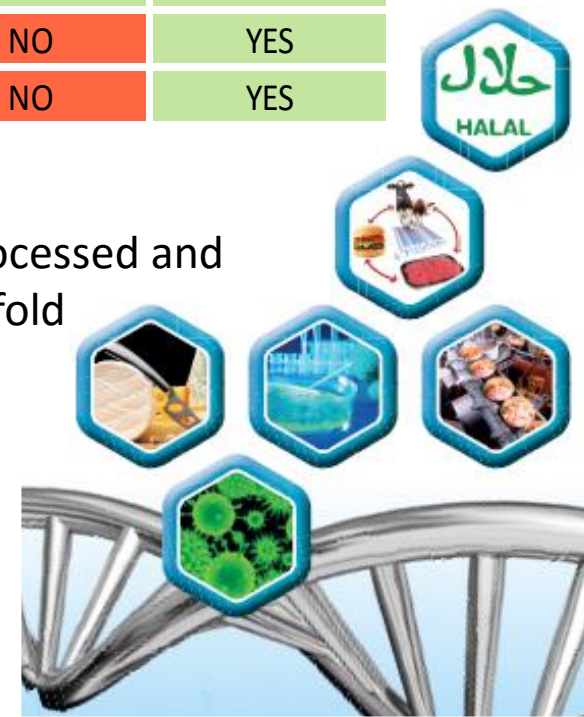 NO YES
NO YES
حلال
HALAL
ocessed and
fold